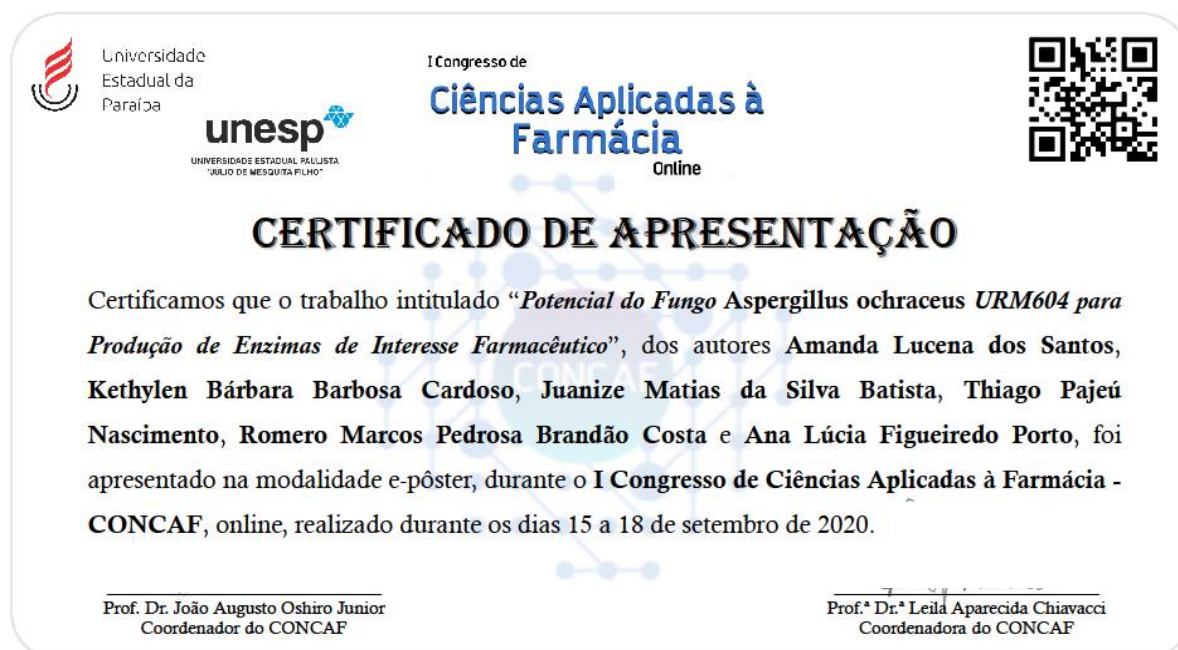 Universidade
Estadual da
Paraíba
unesp
UNIVERSIDADE ESTADUAL PAULISTA
"JÚLIO DE MESQUITA FILHO"
I Congresso de
Ciências Aplicadas à
Farmácia
Online
CERTIFICADO DE APRESENTAÇÃO
Certificamos que o trabalho intitulado “Potencial do Fungo Aspergillus ochraceus URM604 para
Produção de Enzimas de Interesse Farmacêutico”, dos autores Amanda Lucena dos Santos,
Kethylen Bárbara Barbosa Cardoso, Juanize Matias da Silva Batista, Thiago Pajeú
Nascimento, Romero Marcos Pedrosa Brandão Costa e Ana Lúcia Figueiredo Porto, foi
apresentado na modalidade e-pôster, durante o I Congresso de Ciências Aplicadas à Farmácia -
CONCAF, online, realizado durante os dias 15 a 18 de setembro de 2020.
CONCAF
Prof. Dr. João Augusto Oshiro Junior
Coordenador do CONCAF
Prof.ª Dr.ª Leila Aparecida Chiavacci
Coordenadora do CONCAF